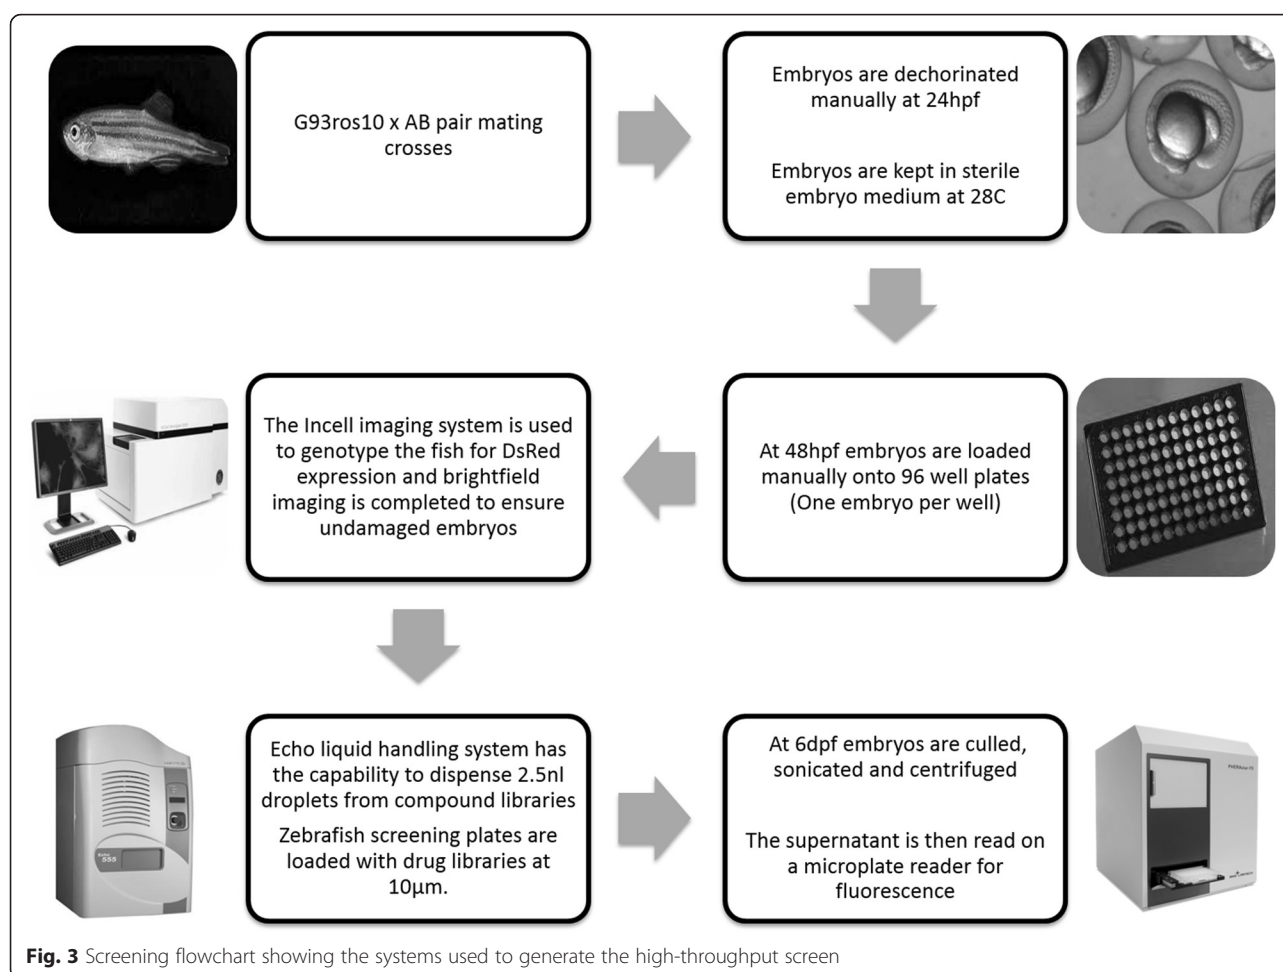 G93ros10 x AB pair mating
crosses
Embryos are dechorinated
manually at 24hpf
Embryos are kept in sterile
embryo medium at 28C
At 48hpf embryos are loaded
manually onto 96 well plates
(One embryo per well)
The Incell imaging system is used
to genotype the fish for DsRed
expression and brightfield
imaging is completed to ensure
undamaged embryos
Echo liquid handling system has
the capability to dispense 2.5nl
droplets from compound libraries
Zebrafish screening plates are
loaded with drug libraries at
10µm.
Echo
555
At 6dpf embryos are culled,
sonicated and centrifuged
The supernatant is then read on
a microplate reader for
fluorescence
Fig. 3 Screening flowchart showing the systems used to generate the high-throughput screen